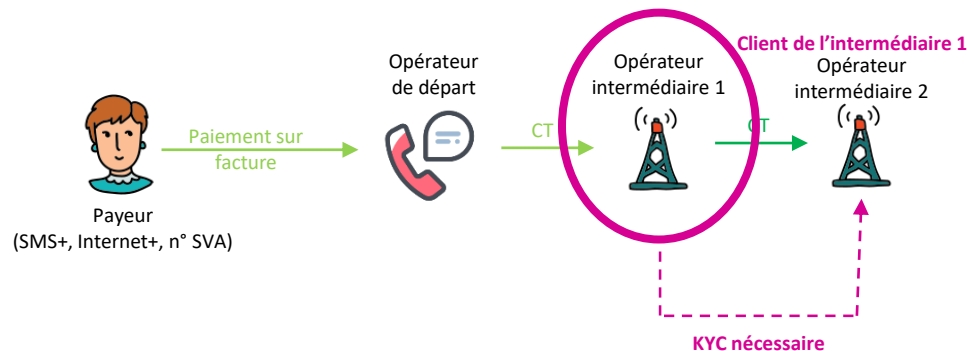 Client de l'intermédiaire 1
Opérateur
de départ
Opérateur
intermédiaire 1
Opérateur
intermédiaire 2
Paiement sur
facture
CT
CT
Payeur
(SMS+, Internet+, n° SVA)
KYC nécessaire